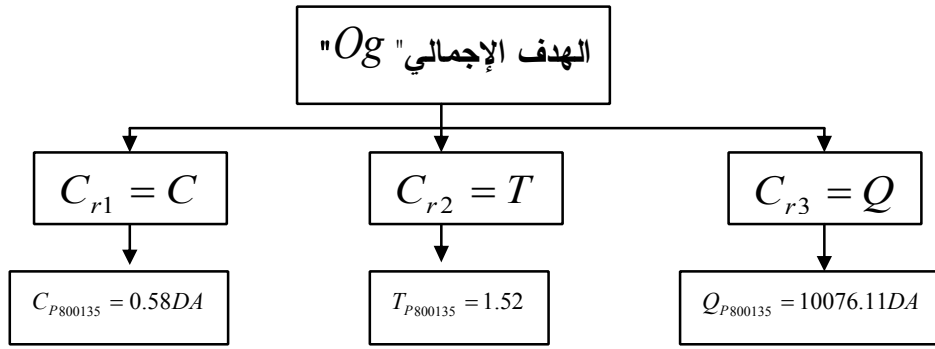 الهدف الإجمالي "Og"
C_{r1} = C
C_{r2} = T
C_{r3} = Q
C_{P800135} = 0.58DA
T_{P800135} = 1.52
Q_{P800135} = 10076.11DA